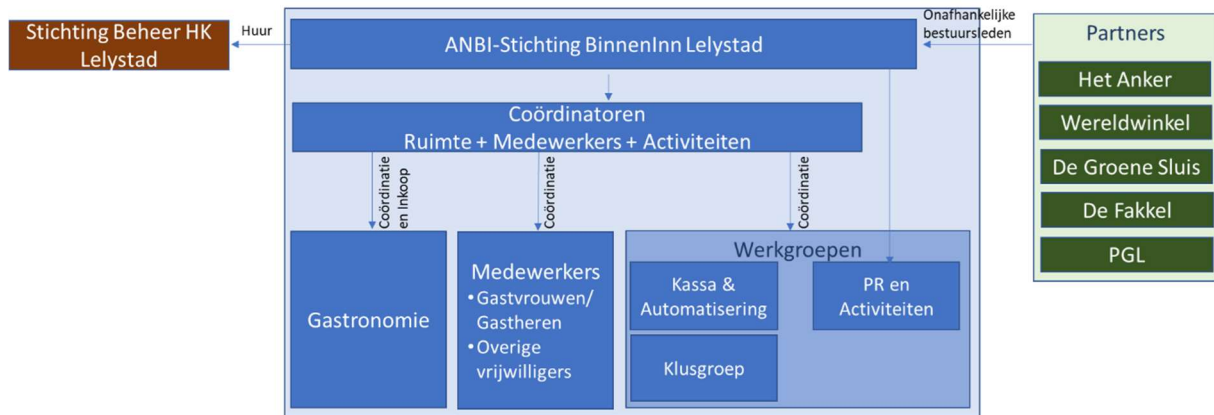 Stichting Beheer HK
Lelystad
Huur
ANBI-Stichting BinnenInn Lelystad
Onafhankelijke
bestuursleden
Partners
Het Anker
Wereldwinkel
De Groene Sluis
De Fakkel
PGL
Coördinatoren
Ruimte + Medewerkers + Activiteiten
Coördinatie
en Inkoop
Coördinatie
Coördinatie
Gastronomie
Medewerkers
•Gastvrouwen/
Gastheren
•Overige
vrijwilligers
Werkgroepen
Kassa &
Automatisering
PR en
Activiteiten
Klusgroep